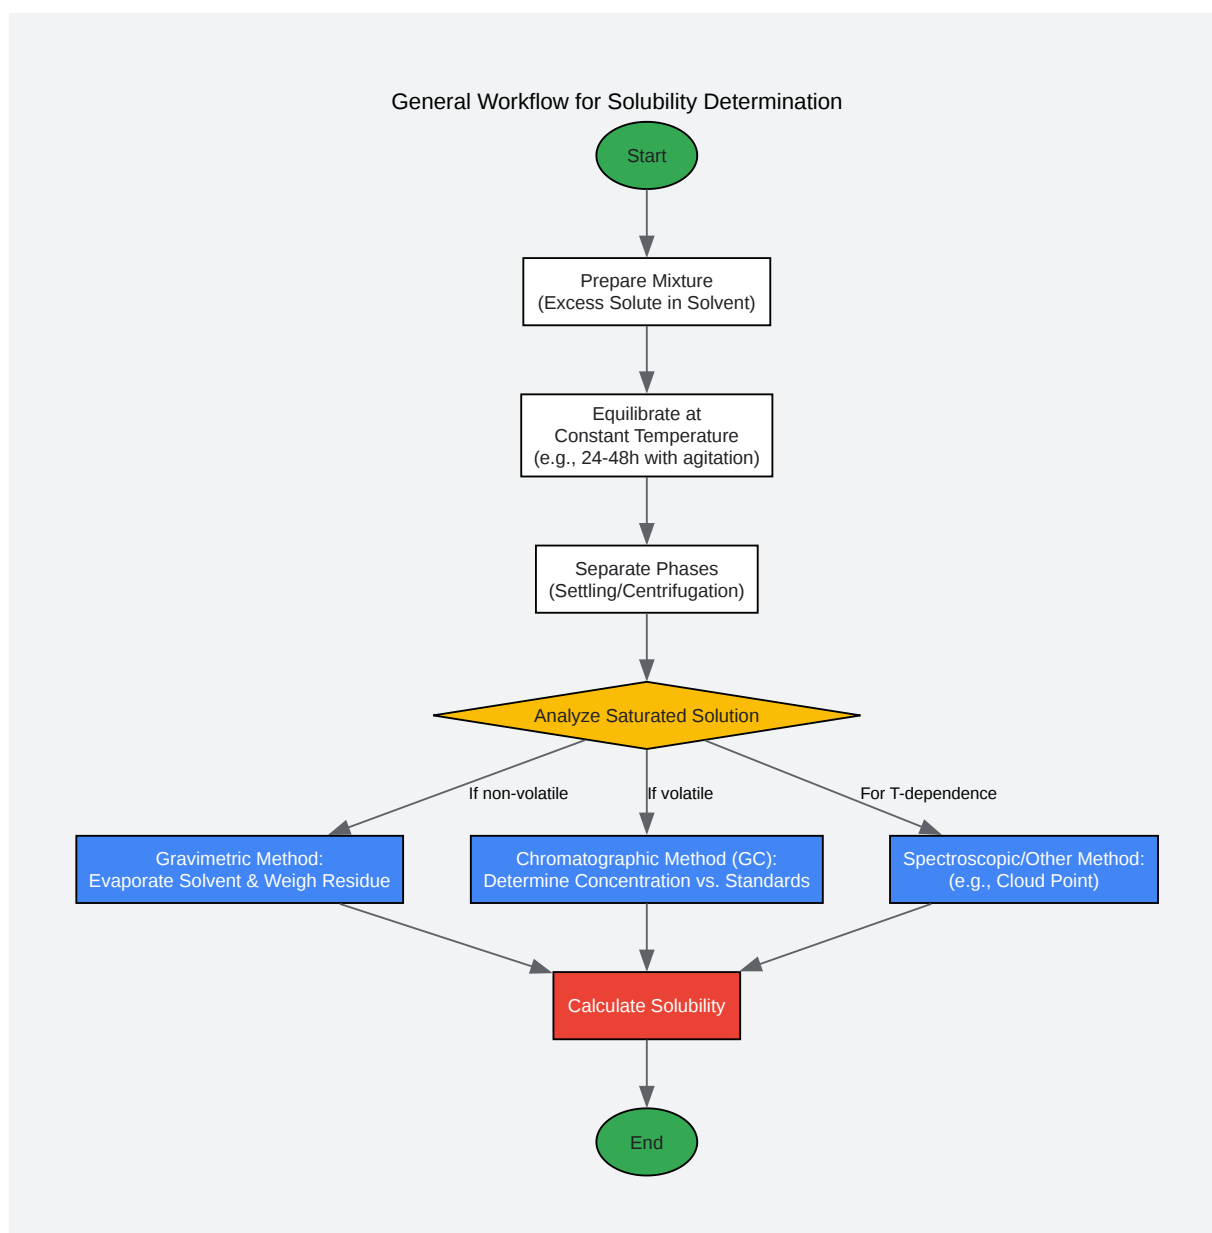 General Workflow for Solubility Determination
Start
Prepare Mixture
(Excess Solute in Solvent)
Equilibrate at
Constant Temperature
(e.g., 24-48h with agitation)
Separate Phases
(Settling/Centrifugation)
Analyze Saturated Solution
If non-volatile
If volatile
For T-dependence
Gravimetric Method:
Evaporate Solvent & Weigh Residue
Chromatographic Method (GC):
Determine Concentration vs. Standards
Spectroscopic/Other Method:
(e.g., Cloud Point)
Calculate Solubility
End